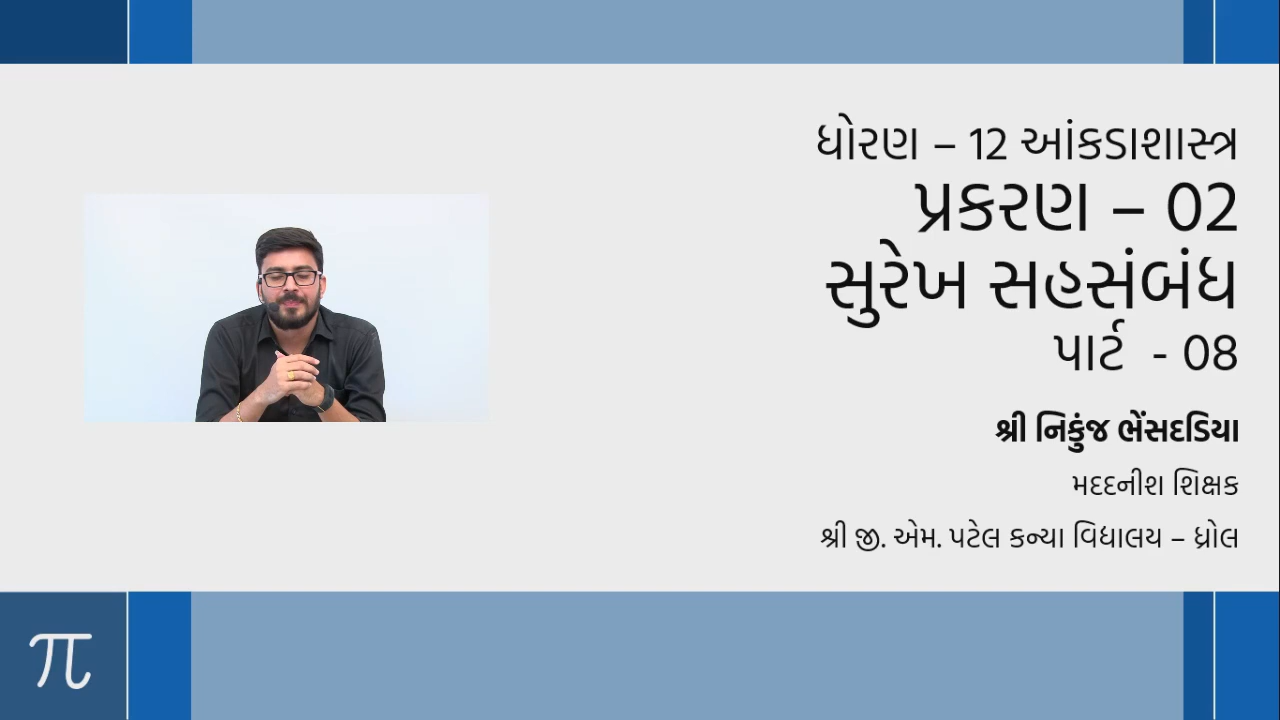 ધોરણ – 12 આંકડાશાસ્ત્ર
પ્રકરણ – 02
સુરેખ સહસંબંધ
પાર્ટ - 08
શ્રી નિકુંજ ભેંસદડિયા
મદદનીશ શિક્ષક
શ્રી જી. એમ. પટેલ કન્યા વિદ્યાલય – ધ્રોલ
π